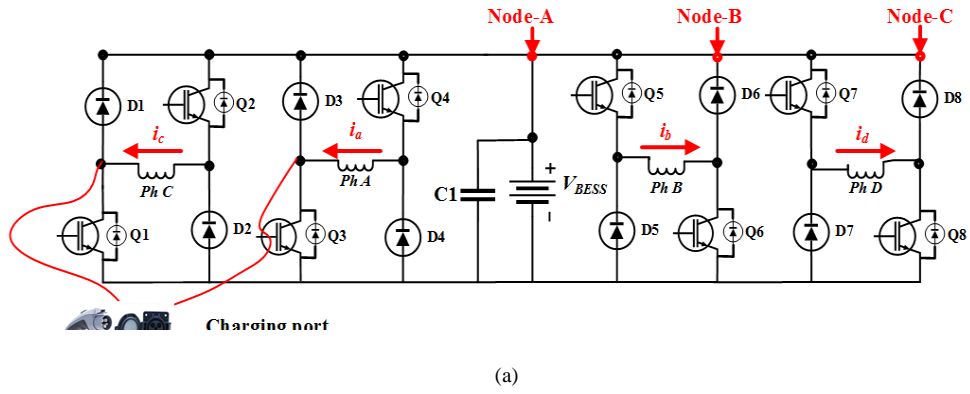 Node-A Node-B Node-C
D1 Q2 D3 Q4 Q5 D6 Q7 D8
ic ia ib id
Ph C Ph A Ph B Ph D
C1 + VBESS −
Q1 D2 Q3 D4 D5 Q6 D7 Q8
Charging port
(a)